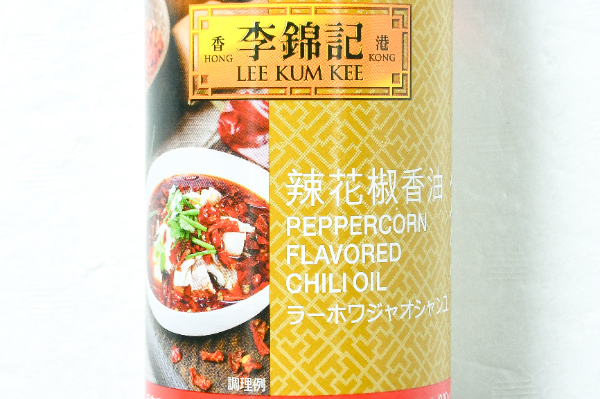 香 李錦記 港
HONG LEE KUM KEE KONG
辣花椒香油
PEPPERCORN
FLAVORED
CHILI OIL
ラーホワジャオシャンユ
調理例